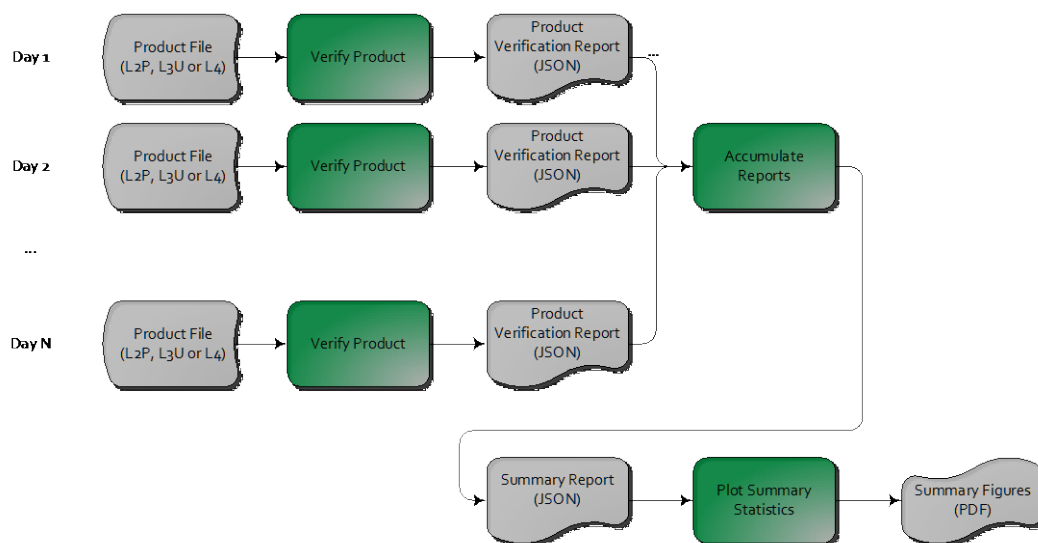 Day 1
Product File
(L2P, L3U or L4)
Verify Product
Product
Verification Report
(JSON)
...
Day 2
Product File
(L2P, L3U or L4)
Verify Product
Product
Verification Report
(JSON)
Accumulate
Reports
...
Day N
Product File
(L2P, L3U or L4)
Verify Product
Product
Verification Report
(JSON)
Summary Report
(JSON)
Plot Summary
Statistics
Summary Figures
(PDF)